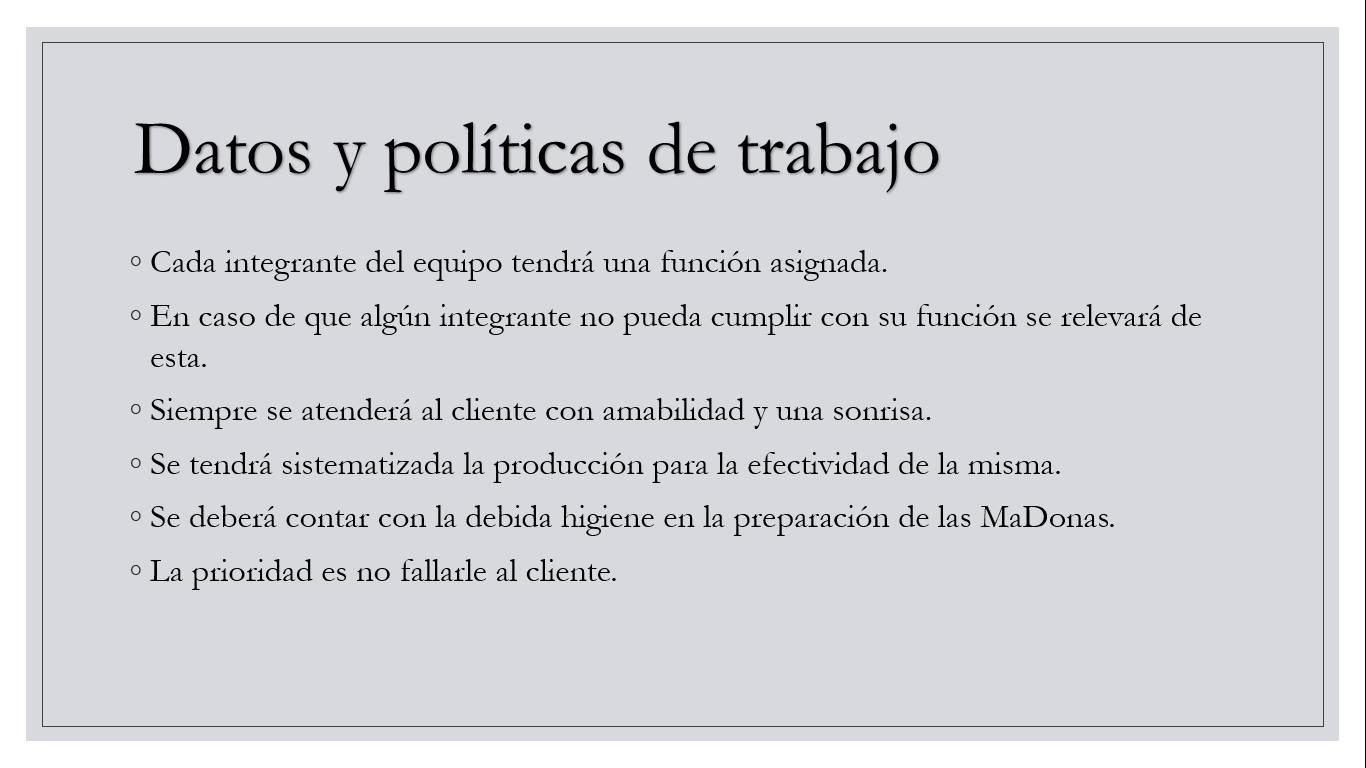 Datos y políticas de trabajo
◦ Cada integrante del equipo tendrá una función asignada.
◦ En caso de que algún integrante no pueda cumplir con su función se relevará de
esta.
◦ Siempre se atenderá al cliente con amabilidad y una sonrisa.
◦ Se tendrá sistematizada la producción para la efectividad de la misma.
◦ Se deberá contar con la debida higiene en la preparación de las MaDonas.
◦ La prioridad es no fallarle al cliente.